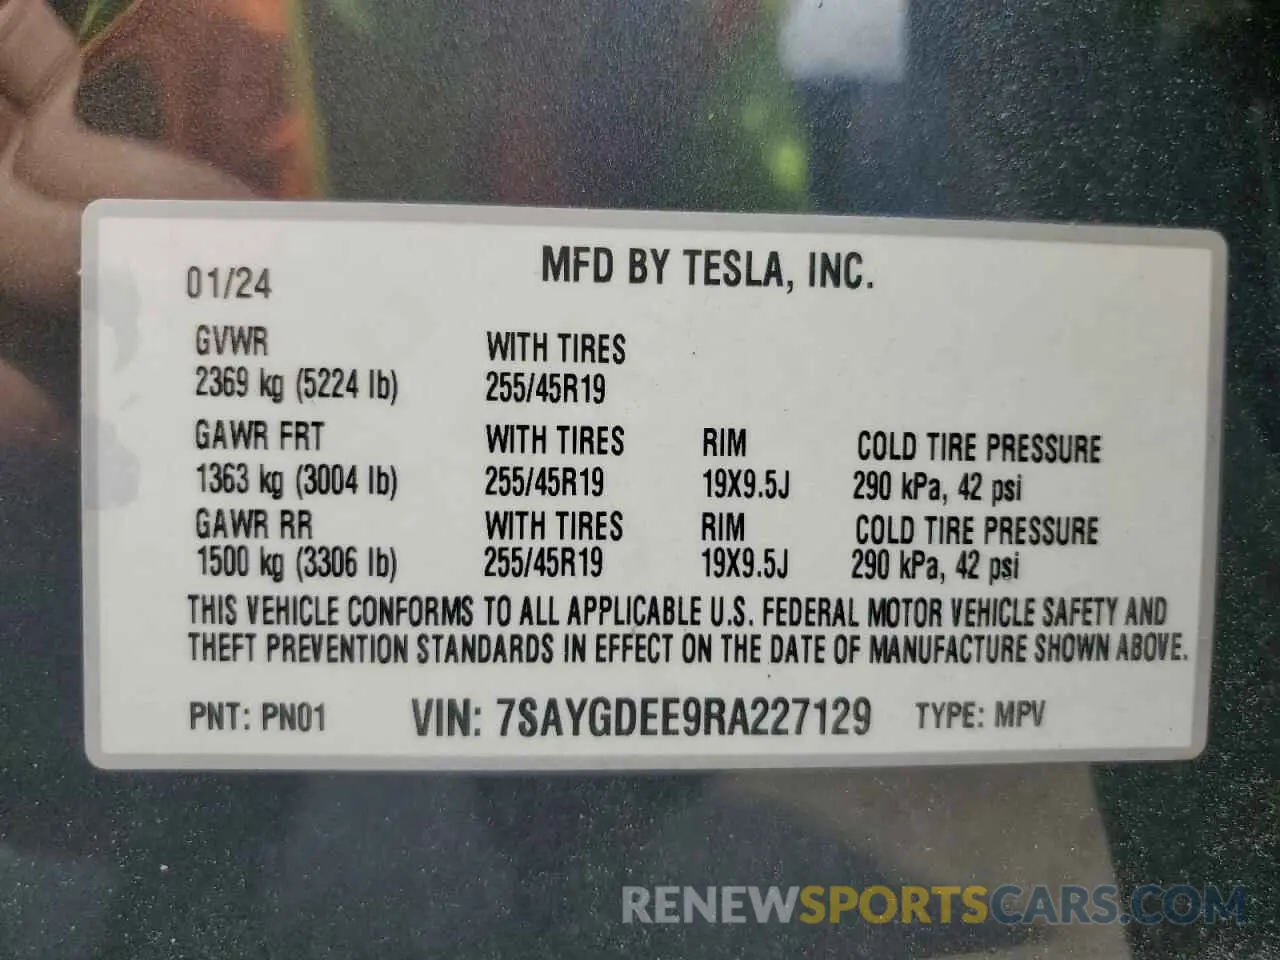 MFD BY TESLA, INC.
01/24
GVWR WITH TIRES
2369 kg (5224 lb) 255/45R19
GAWR FRT WITH TIRES RIM COLD TIRE PRESSURE
1363 kg (3004 lb) 255/45R19 19X9.5J 290 kPa, 42 psi
GAWR RR WITH TIRES RIM COLD TIRE PRESSURE
1500 kg (3306 lb) 255/45R19 19X9.5J 290 kPa, 42 psi
THIS VEHICLE CONFORMS TO ALL APPLICABLE U.S. FEDERAL MOTOR VEHICLE SAFETY AND
THEFT PREVENTION STANDARDS IN EFFECT ON THE DATE OF MANUFACTURE SHOWN ABOVE.
PNT: PN01 VIN: 7SAYGDEE9RA227129 TYPE: MPV
RENEWSPORTSCARS.COM